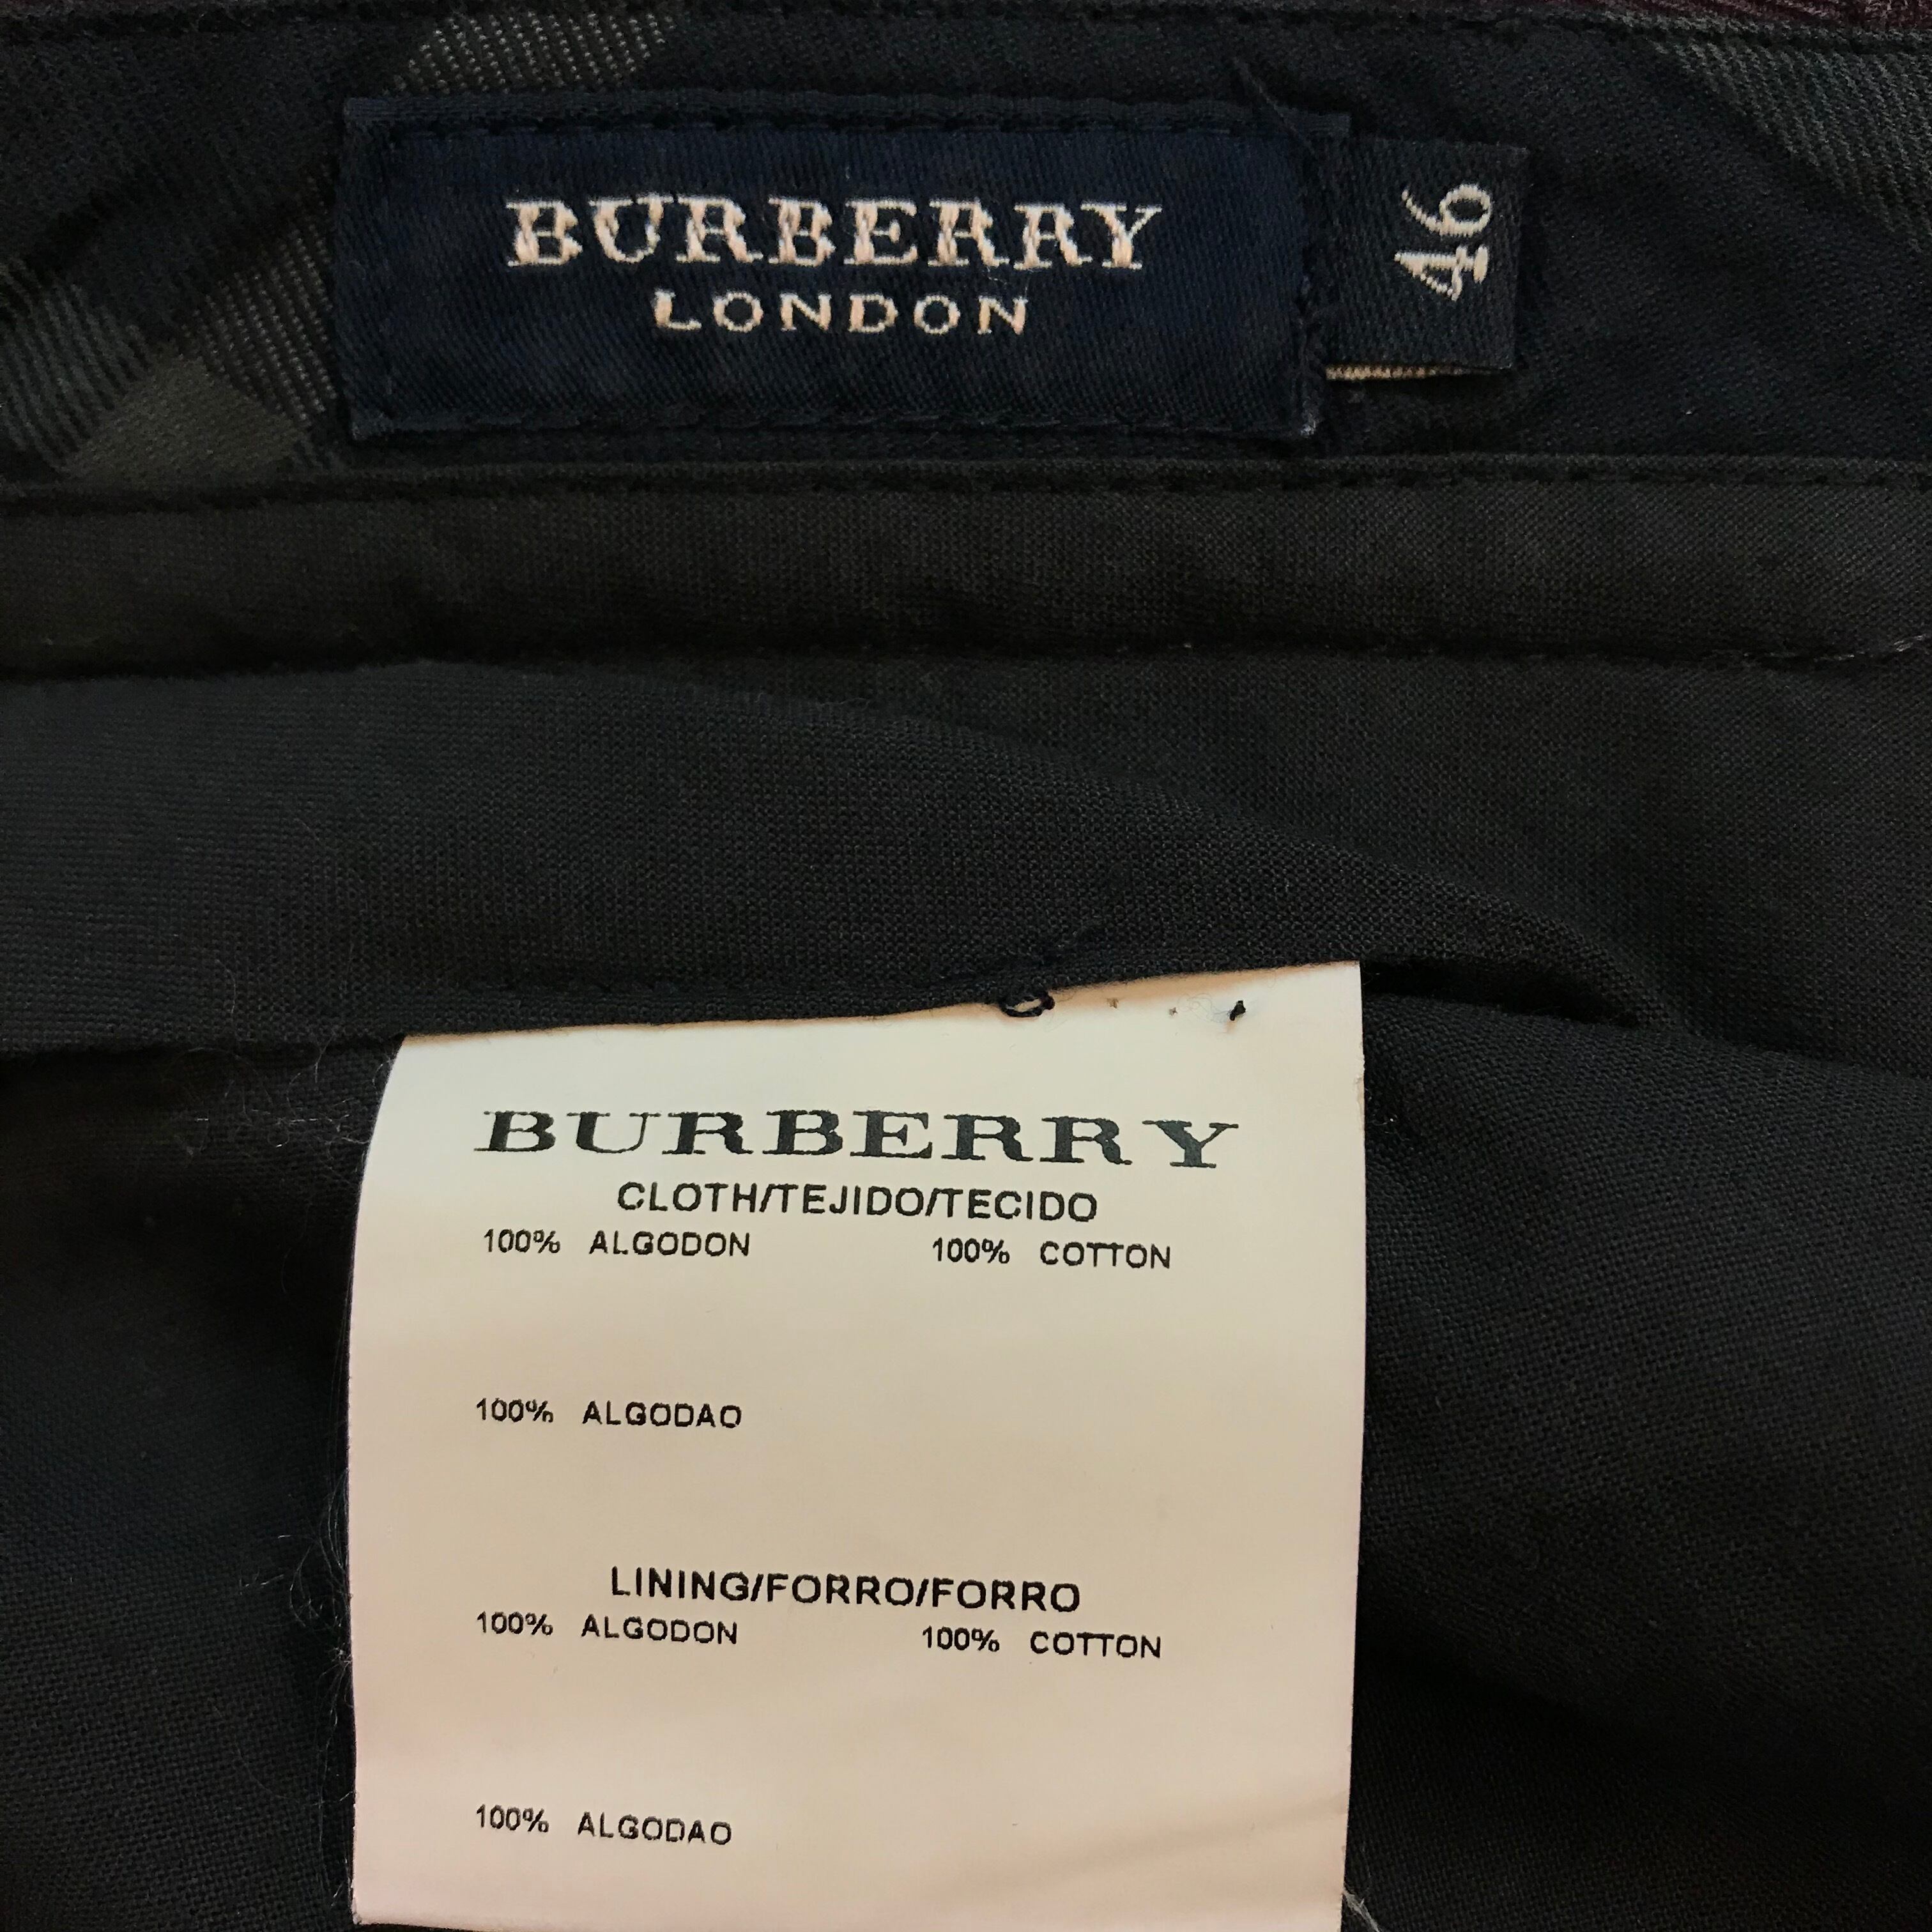 BURBERRY
LONDON
46
BURBERRY
CLOTH/TEJIDO/TECIDO
100% ALGODON 100% COTTON
100% ALGODAO
LINING/FORRO/FORRO
100% ALGODON 100% COTTON
100% ALGODAO